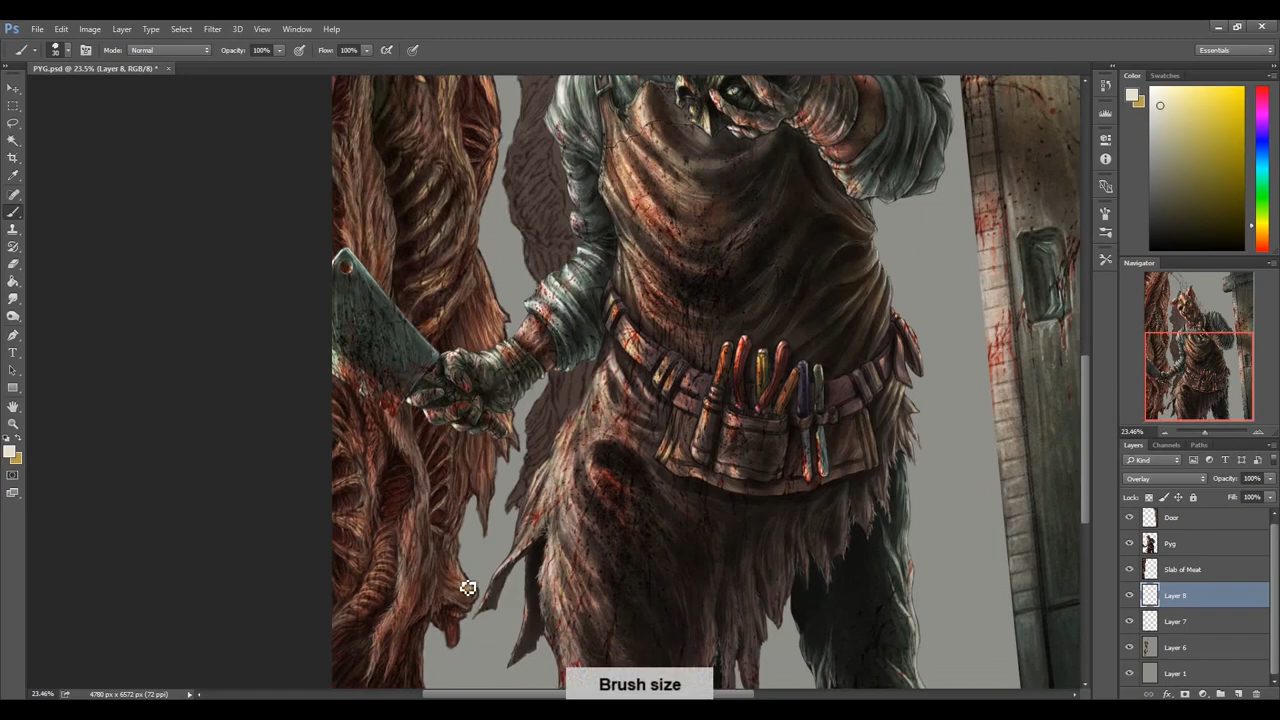 Ps File Edit Image Layer Type Select Filter 3D View Window Help
30 Mode: Normal Opacity: 100% Flow: 100% Essentials
PYG.psd @ 23.5% (Layer 8, RGB/8) * ×
Color Swatches
Navigator
23.46%
Layers Channels Paths
Kind
Overlay Opacity: 100%
Lock: Fill: 100%
Door
Pyg
Slab of Meat
Layer 8
Layer 7
Layer 6
Layer 1
Brush size
23.46% 4780 px x 6572 px (72 ppi)
fx